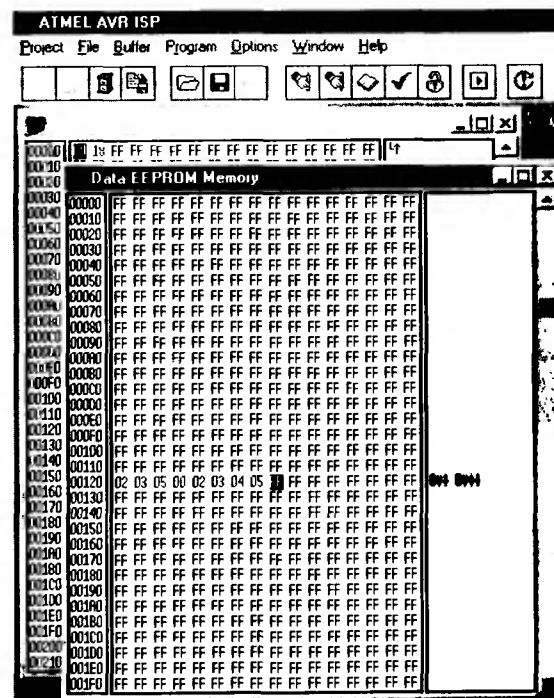 ATMEL AVR ISP
Project File Buffer Program Options Window Help
18 FF FF FF FF FF FF FF FF FF FF FF FF FF FF
Data EEPROM Memory
00000 FF FF FF FF FF FF FF FF FF FF FF FF FF FF FF FF
00010 FF FF FF FF FF FF FF FF FF FF FF FF FF FF FF FF
00020 FF FF FF FF FF FF FF FF FF FF FF FF FF FF FF FF
00030 FF FF FF FF FF FF FF FF FF FF FF FF FF FF FF FF
00040 FF FF FF FF FF FF FF FF FF FF FF FF FF FF FF FF
00050 FF FF FF FF FF FF FF FF FF FF FF FF FF FF FF FF
00060 FF FF FF FF FF FF FF FF FF FF FF FF FF FF FF FF
00070 FF FF FF FF FF FF FF FF FF FF FF FF FF FF FF FF
00080 FF FF FF FF FF FF FF FF FF FF FF FF FF FF FF FF
00090 FF FF FF FF FF FF FF FF FF FF FF FF FF FF FF FF
000A0 FF FF FF FF FF FF FF FF FF FF FF FF FF FF FF FF
000B0 FF FF FF FF FF FF FF FF FF FF FF FF FF FF FF FF
000C0 FF FF FF FF FF FF FF FF FF FF FF FF FF FF FF FF
000D0 FF FF FF FF FF FF FF FF FF FF FF FF FF FF FF FF
000E0 FF FF FF FF FF FF FF FF FF FF FF FF FF FF FF FF
000F0 FF FF FF FF FF FF FF FF FF FF FF FF FF FF FF FF
00100 FF FF FF FF FF FF FF FF FF FF FF FF FF FF FF FF
00110 FF FF FF FF FF FF FF FF FF FF FF FF FF FF FF FF
00120 02 03 05 00 02 03 04 05 FF FF FF FF FF FF FF
00130 FF FF FF FF FF FF FF FF FF FF FF FF FF FF FF FF
00140 FF FF FF FF FF FF FF FF FF FF FF FF FF FF FF FF
00150 FF FF FF FF FF FF FF FF FF FF FF FF FF FF FF FF
00160 FF FF FF FF FF FF FF FF FF FF FF FF FF FF FF FF
00170 FF FF FF FF FF FF FF FF FF FF FF FF FF FF FF FF
00180 FF FF FF FF FF FF FF FF FF FF FF FF FF FF FF FF
00190 FF FF FF FF FF FF FF FF FF FF FF FF FF FF FF FF
001A0 FF FF FF FF FF FF FF FF FF FF FF FF FF FF FF FF
001B0 FF FF FF FF FF FF FF FF FF FF FF FF FF FF FF FF
001C0 FF FF FF FF FF FF FF FF FF FF FF FF FF FF FF FF
001D0 FF FF FF FF FF FF FF FF FF FF FF FF FF FF FF FF
001E0 FF FF FF FF FF FF FF FF FF FF FF FF FF FF FF FF
001F0 FF FF FF FF FF FF FF FF FF FF FF FF FF FF FF FF